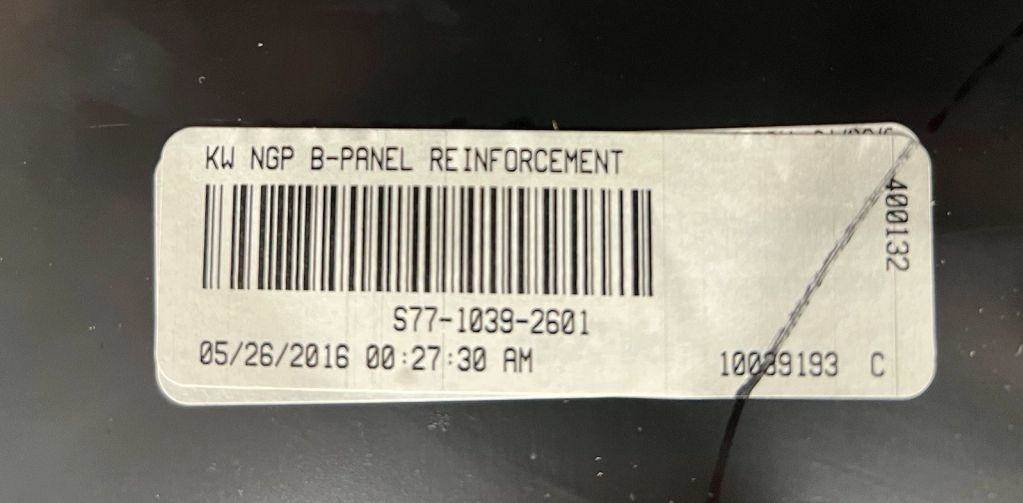 KW NGP B-PANEL REINFORCEMENT
S77-1039-2601
05/26/2016 00:27:30 AM
10039193 C
400132